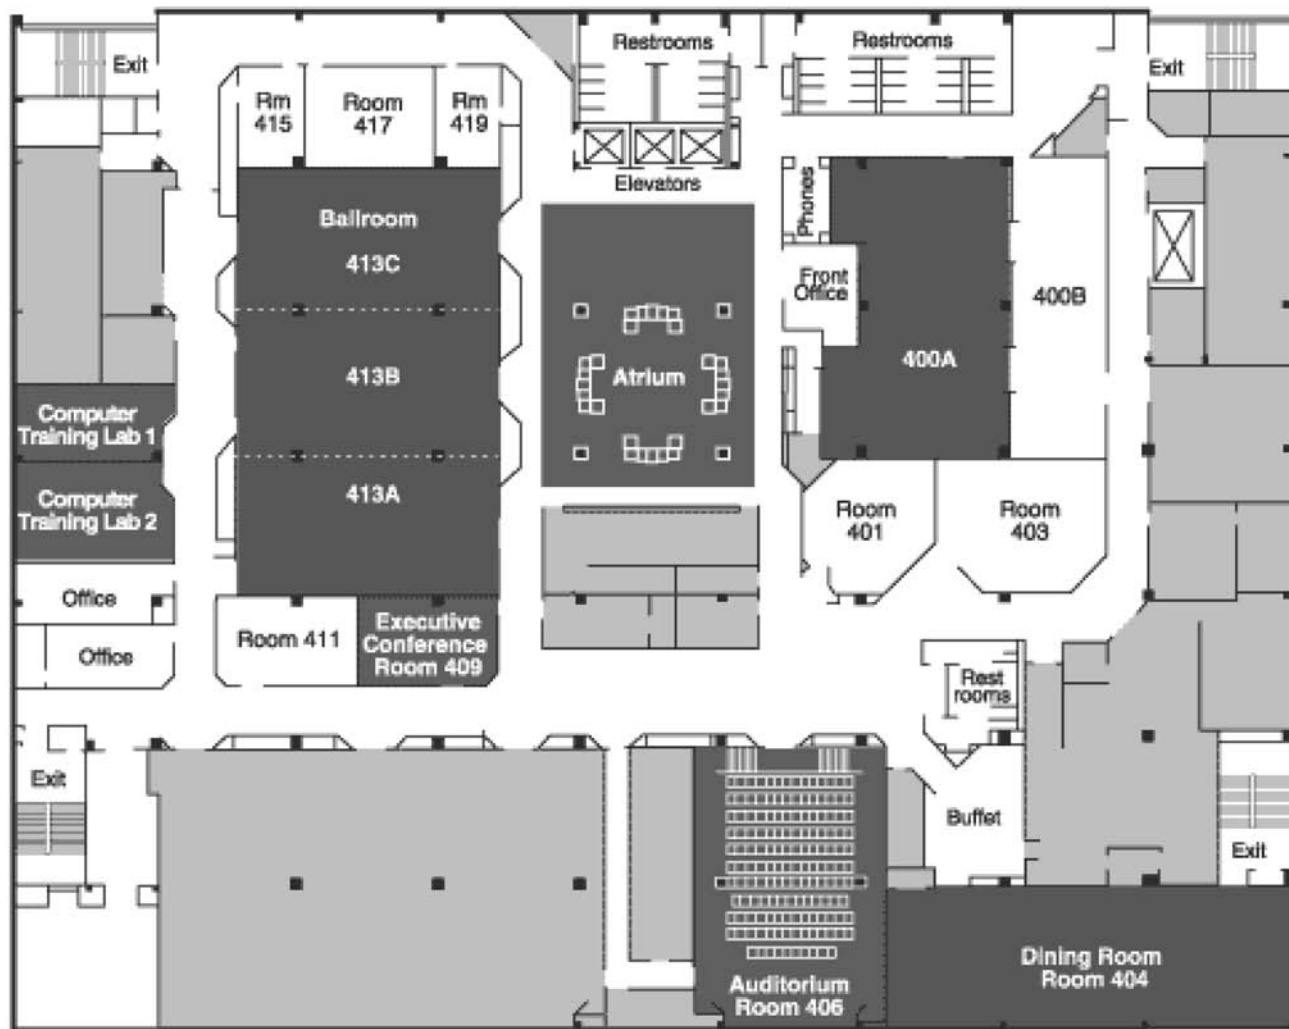 Restrooms
Restrooms
Exit
Exit
Rm
415
Room
417
Rm
419
Elevators
Phones
Ballroom
413C
Front
Office
400B
400A
413B
Atrium
Computer
Training Lab 1
Computer
Training Lab 2
413A
Room
401
Room
403
Office
Office
Room 411
Executive
Conference
Room 409
Rest
rooms
Exit
Buffet
Exit
Dining Room
Room 404
Auditorium
Room 406